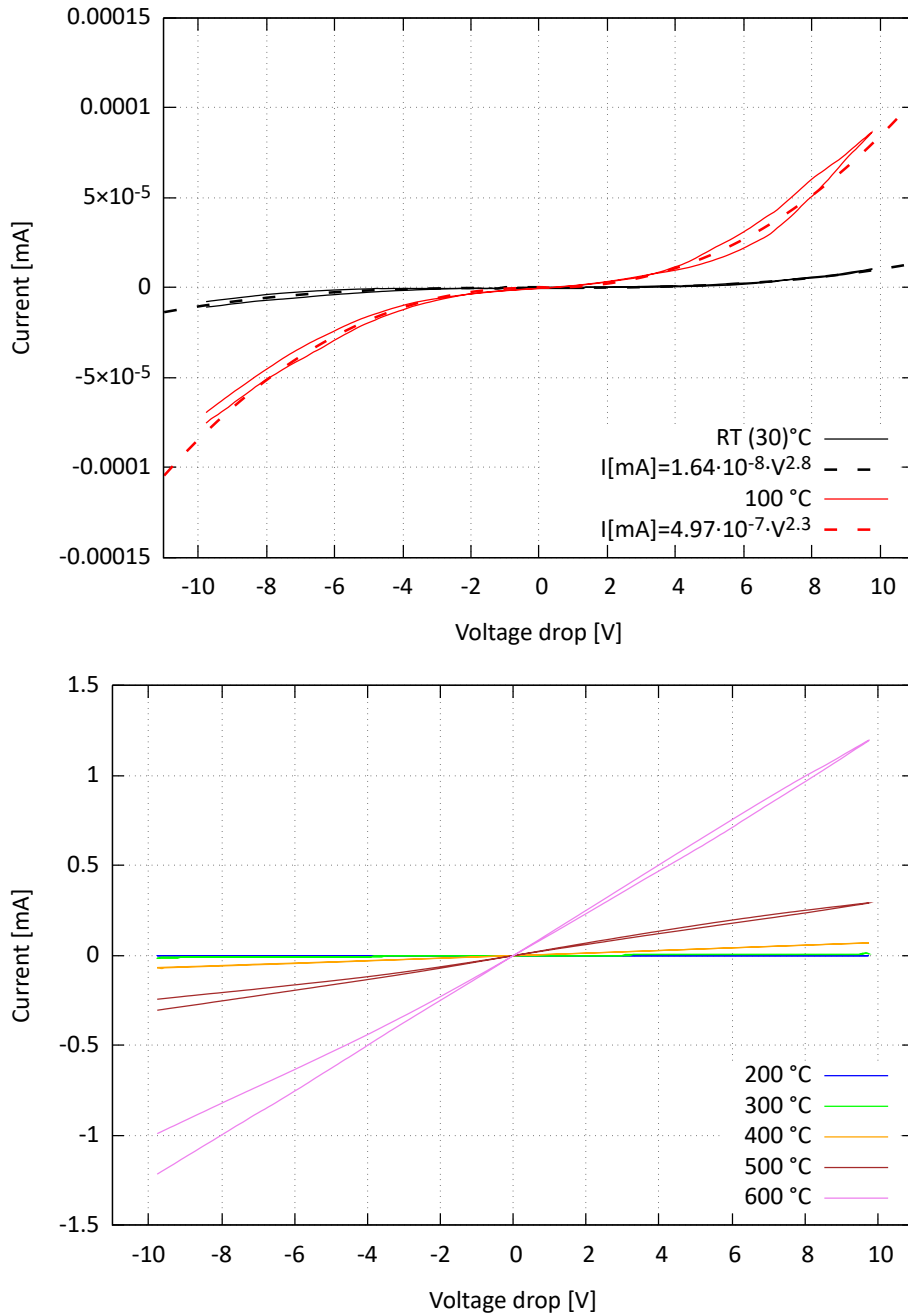 0.00015
0.0001
5×10⁻⁵
0
-5×10⁻⁵
-0.0001
-0.00015
Current [mA]
RT (30)°C
I[mA]=1.64·10⁻⁸·V²·⁸
100 °C
I[mA]=4.97·10⁻⁷·V²·³
-10 -8 -6 -4 -2 0 2 4 6 8 10
Voltage drop [V]
1.5
1
0.5
0
-0.5
-1
-1.5
Current [mA]
200 °C
300 °C
400 °C
500 °C
600 °C
-10 -8 -6 -4 -2 0 2 4 6 8 10
Voltage drop [V]